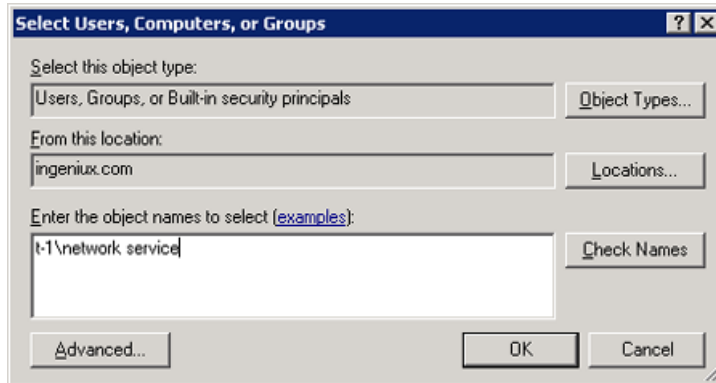 Select Users, Computers, or Groups
Select this object type:
Users, Groups, or Built-in security principals
Object Types...
From this location:
ingeniux.com
Locations...
Enter the object names to select (examples):
t-1\network service
Check Names
Advanced...
OK
Cancel